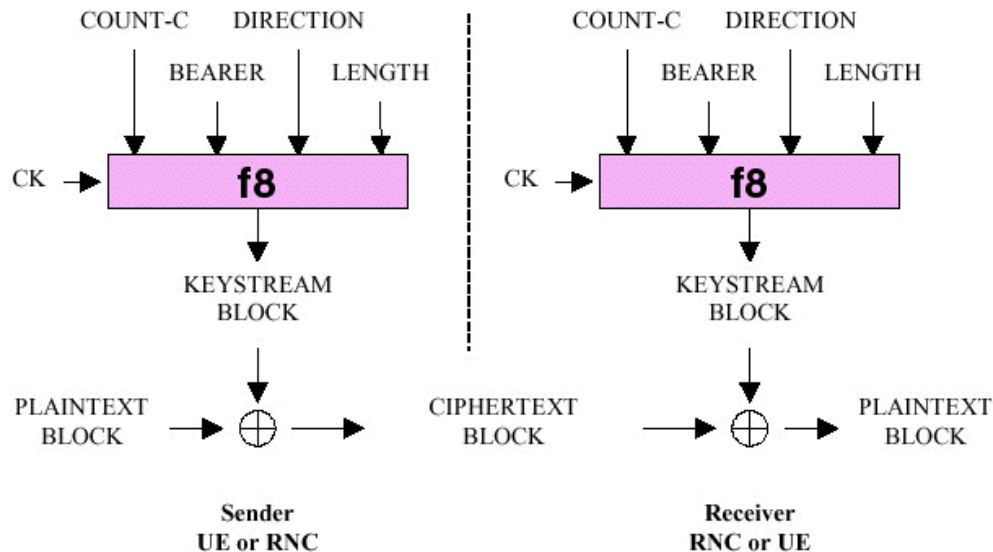 COUNT-C DIRECTION
BEARER LENGTH
CK
f8
KEYSTREAM
BLOCK
PLAINTEXT
BLOCK
Sender
UE or RNC
COUNT-C DIRECTION
BEARER LENGTH
CK
f8
KEYSTREAM
BLOCK
CIPHERTEXT
BLOCK
PLAINTEXT
BLOCK
Receiver
RNC or UE